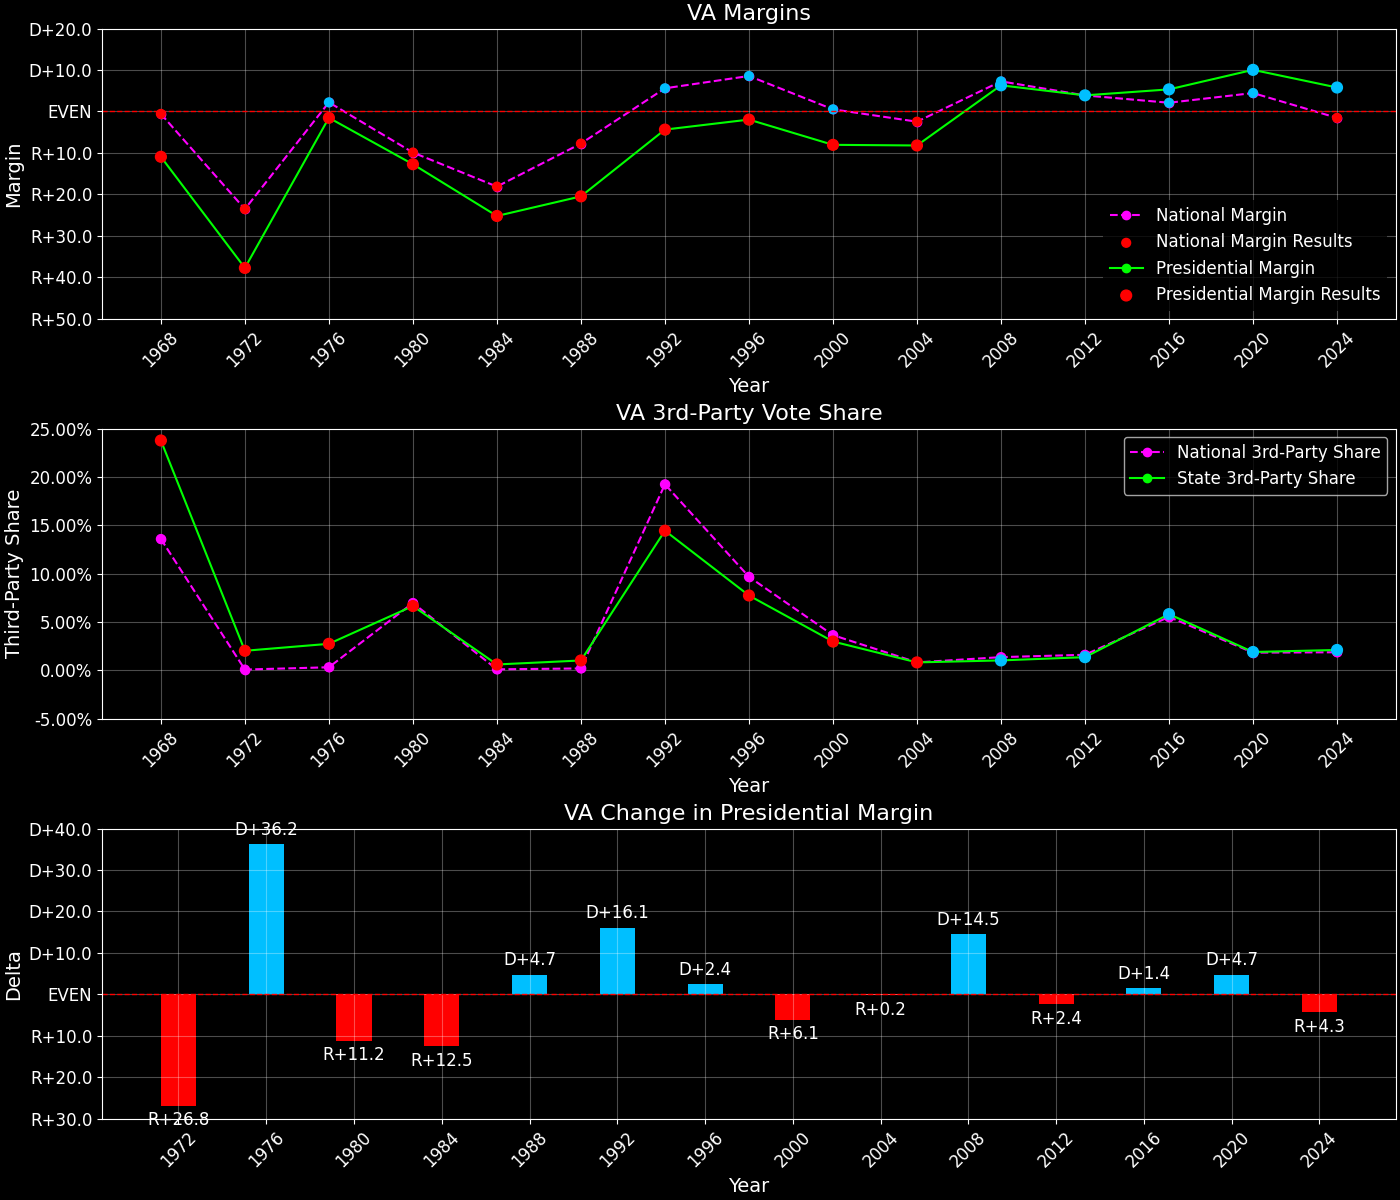 VA Margins
D+20.0
D+10.0
EVEN
R+10.0
R+20.0
R+30.0
R+40.0
R+50.0
Margin
National Margin
National Margin Results
Presidential Margin
Presidential Margin Results
1968 1972 1976 1980 1984 1988 1992 1996 2000 2004 2008 2012 2016 2020 2024
Year
VA 3rd-Party Vote Share
25.00%
20.00%
15.00%
10.00%
5.00%
0.00%
-5.00%
Third-Party Share
National 3rd-Party Share
State 3rd-Party Share
1968 1972 1976 1980 1984 1988 1992 1996 2000 2004 2008 2012 2016 2020 2024
Year
VA Change in Presidential Margin
D+40.0
D+30.0
D+20.0
D+10.0
EVEN
R+10.0
R+20.0
R+30.0
Delta
R+26.8
D+36.2
R+11.2
R+12.5
D+4.7
D+16.1
D+2.4
R+6.1
R+0.2
D+14.5
R+2.4
D+1.4
D+4.7
R+4.3
1972 1976 1980 1984 1988 1992 1996 2000 2004 2008 2012 2016 2020 2024
Year